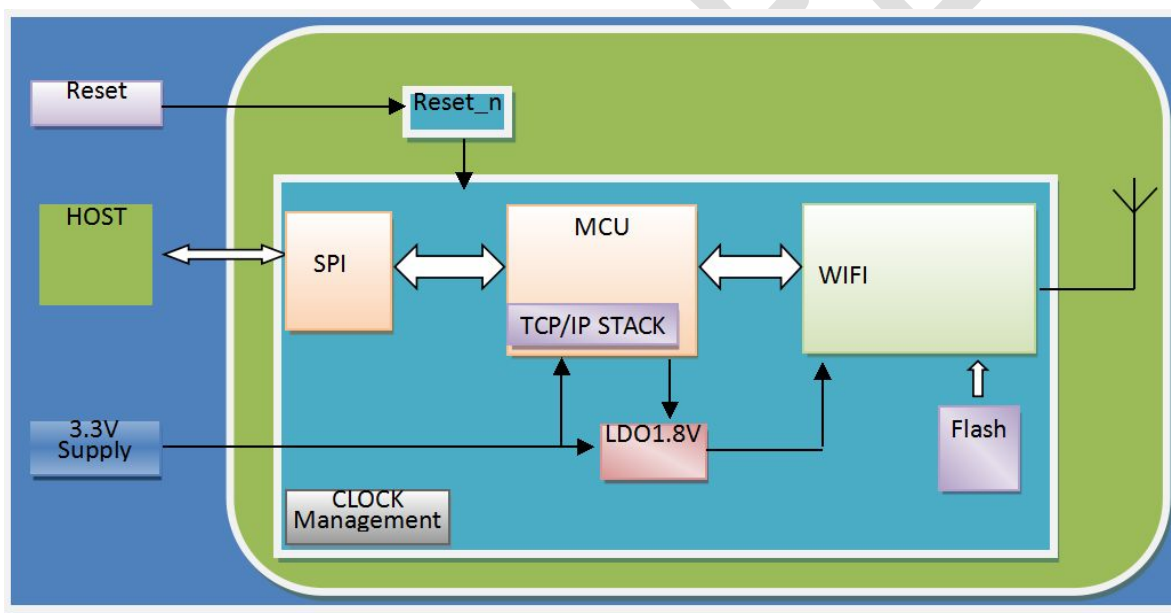 Reset
Reset_n
HOST
SPI
MCU
WIFI
TCP/IP STACK
3.3V
Supply
LDO1.8V
Flash
CLOCK
Management